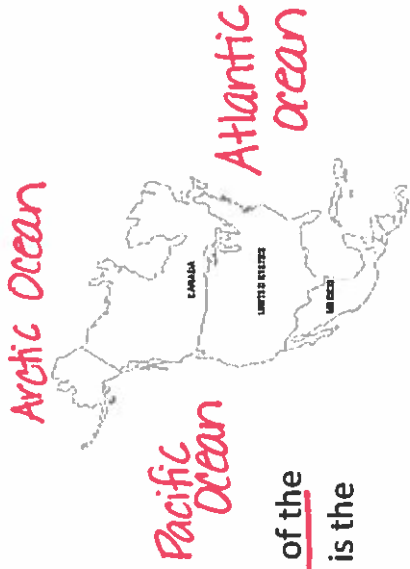 Arctic Ocean
CANADA
Atlantic
ocean
UNITED STATES
Pacific
Ocean
MEXICO
of the
is the